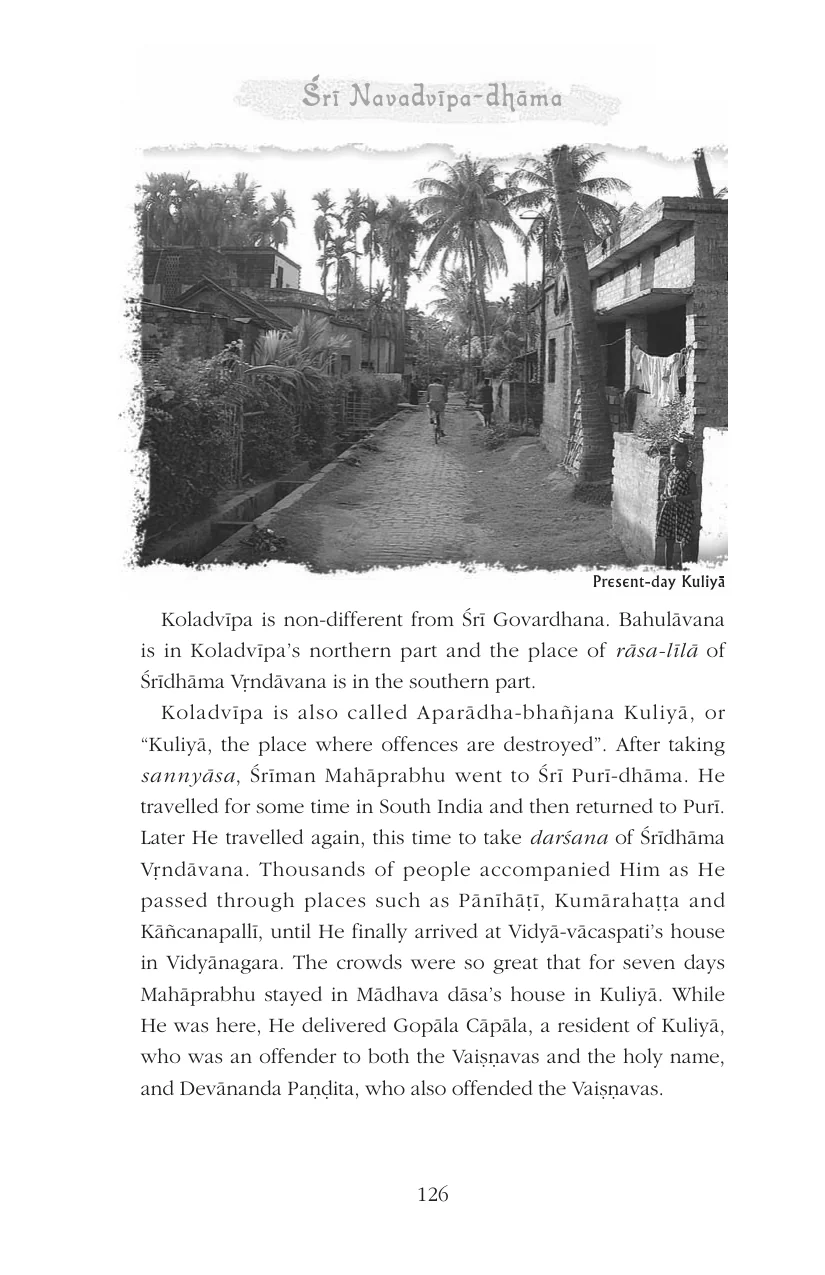 Śrī Navadvīpa-dhāma
Present-day Kuliyā
Koladvīpa is non-different from Śrī Govardhana. Bahulāvana
is in Koladvīpa’s northern part and the place of rāsa-līlā of
Śrīdhāma Vṛndāvana is in the southern part.
Koladvīpa is also called Aparādha-bhañjana Kuliyā, or
“Kuliyā, the place where offences are destroyed”. After taking
sannyāsa, Śrīman Mahāprabhu went to Śrī Purī-dhāma. He
travelled for some time in South India and then returned to Purī.
Later He travelled again, this time to take darśana of Śrīdhāma
Vṛndāvana. Thousands of people accompanied Him as He
passed through places such as Pānīhāṭī, Kumārahaṭṭa and
Kāñcanapallī, until He finally arrived at Vidyā-vācaspati’s house
in Vidyānagara. The crowds were so great that for seven days
Mahāprabhu stayed in Mādhava dāsa’s house in Kuliyā. While
He was here, He delivered Gopāla Cāpāla, a resident of Kuliyā,
who was an offender to both the Vaiṣṇavas and the holy name,
and Devānanda Paṇḍita, who also offended the Vaiṣṇavas.
126